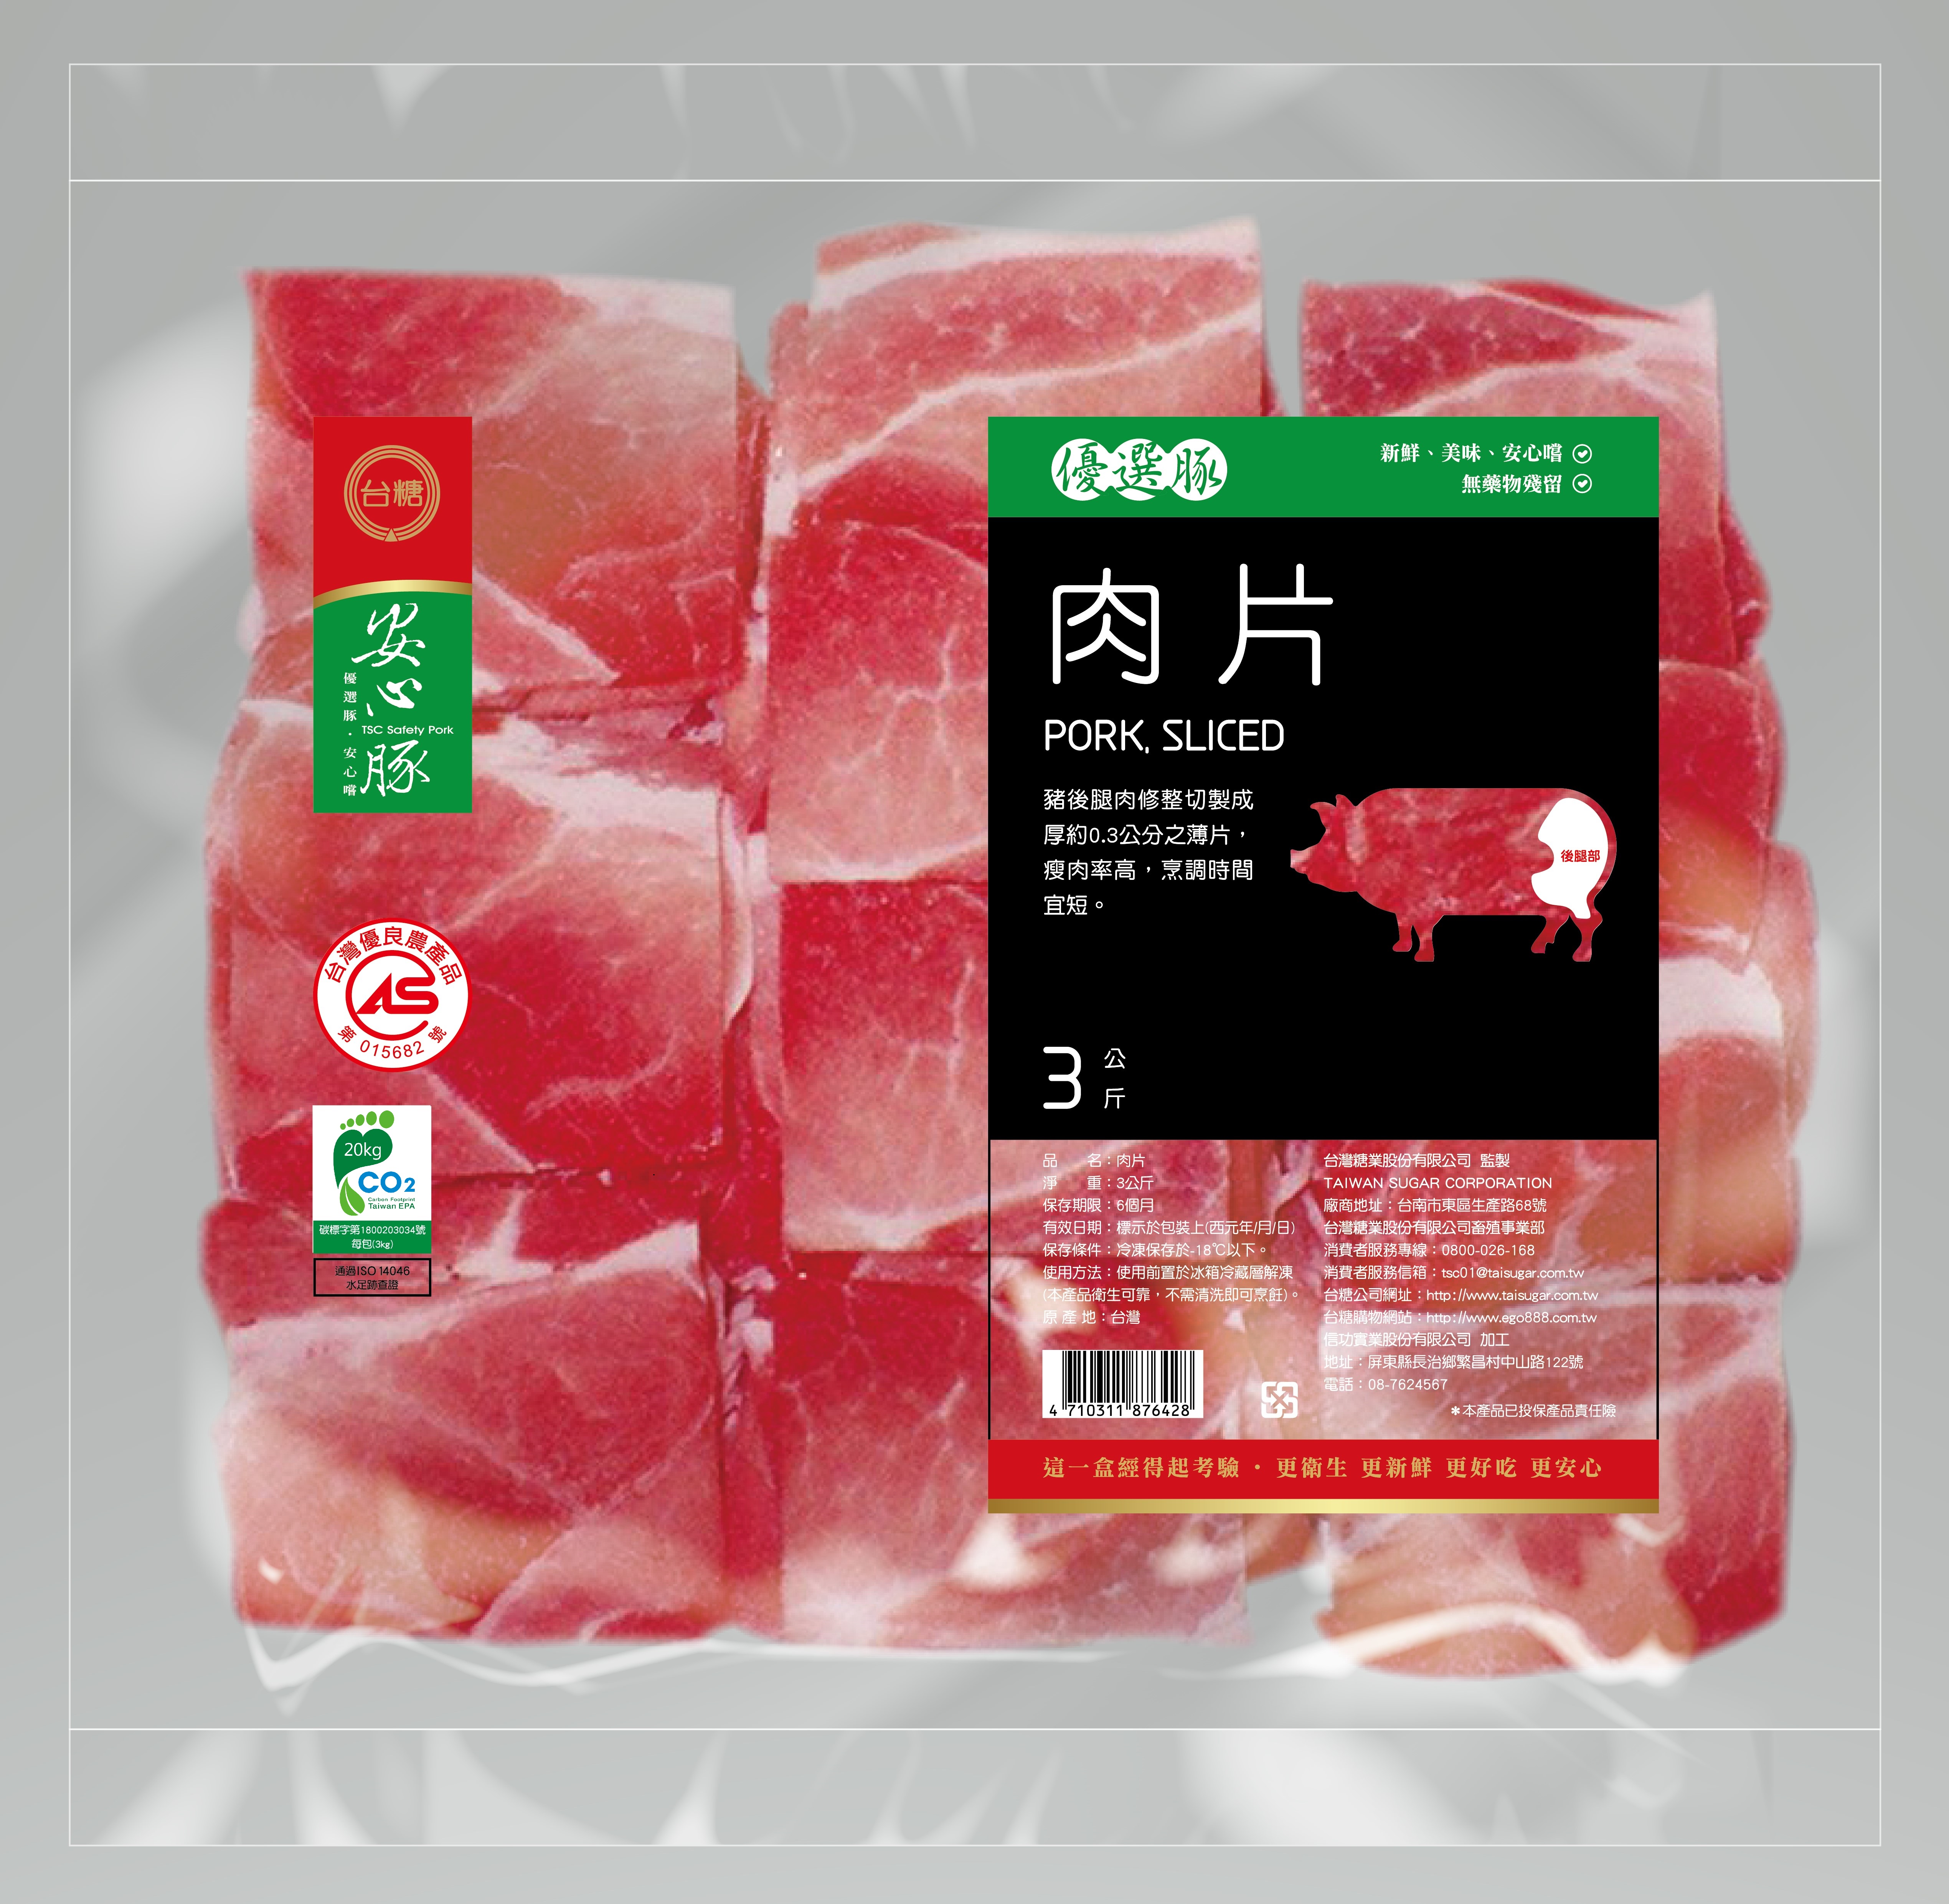 台糖
安心豚
優選豚・安心嚐
TSC Safety Pork
台灣優良農產品
CAS
第 015682 號
20kg
CO2
Carbon Footprint
Taiwan EPA
碳標字第1800203034號
每包(3kg)
通過ISO 14046
水足跡查證
優選豚
新鮮、美味、安心嚐
無藥物殘留
肉片
PORK, SLICED
豬後腿肉修整切製成
厚約0.3公分之薄片，
瘦肉率高，烹調時間
宜短。
後腿部
3 公斤
品　　名：肉片
淨　　重：3公斤
保存期限：6個月
有效日期：標示於包裝上(西元年/月/日)
保存條件：冷凍保存於-18℃以下。
使用方法：使用前置於冰箱冷藏層解凍
(本產品衛生可靠，不需清洗即可烹飪)。
原 產 地：台灣
4 710311 876428
台灣糖業股份有限公司 監製
TAIWAN SUGAR CORPORATION
廠商地址：台南市東區生產路68號
台灣糖業股份有限公司畜殖事業部
消費者服務專線：0800-026-168
消費者服務信箱：tsc01@taisugar.com.tw
台糖公司網址：http://www.taisugar.com.tw
台糖購物網站：http://www.ego888.com.tw
信功實業股份有限公司 加工
地址：屏東縣長治鄉繁昌村中山路122號
電話：08-7624567
＊本產品已投保產品責任險
這一盒經得起考驗・更衛生 更新鮮 更好吃 更安心